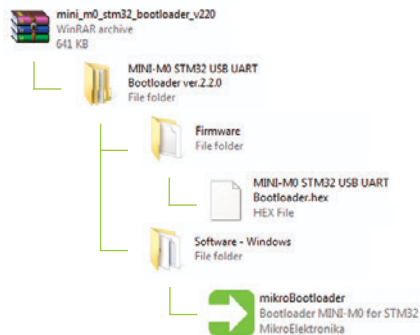 mini_m0_stm32_bootloader_v220
WinRAR archive
641 KB
MINI-M0 STM32 USB UART
Bootloader ver.2.2.0
File folder
Firmware
File folder
MINI-M0 STM32 USB UART
Bootloader.hex
HEX File
Software - Windows
File folder
mikroBootloader
Bootloader MINI-M0 for STM32
MikroElektronika